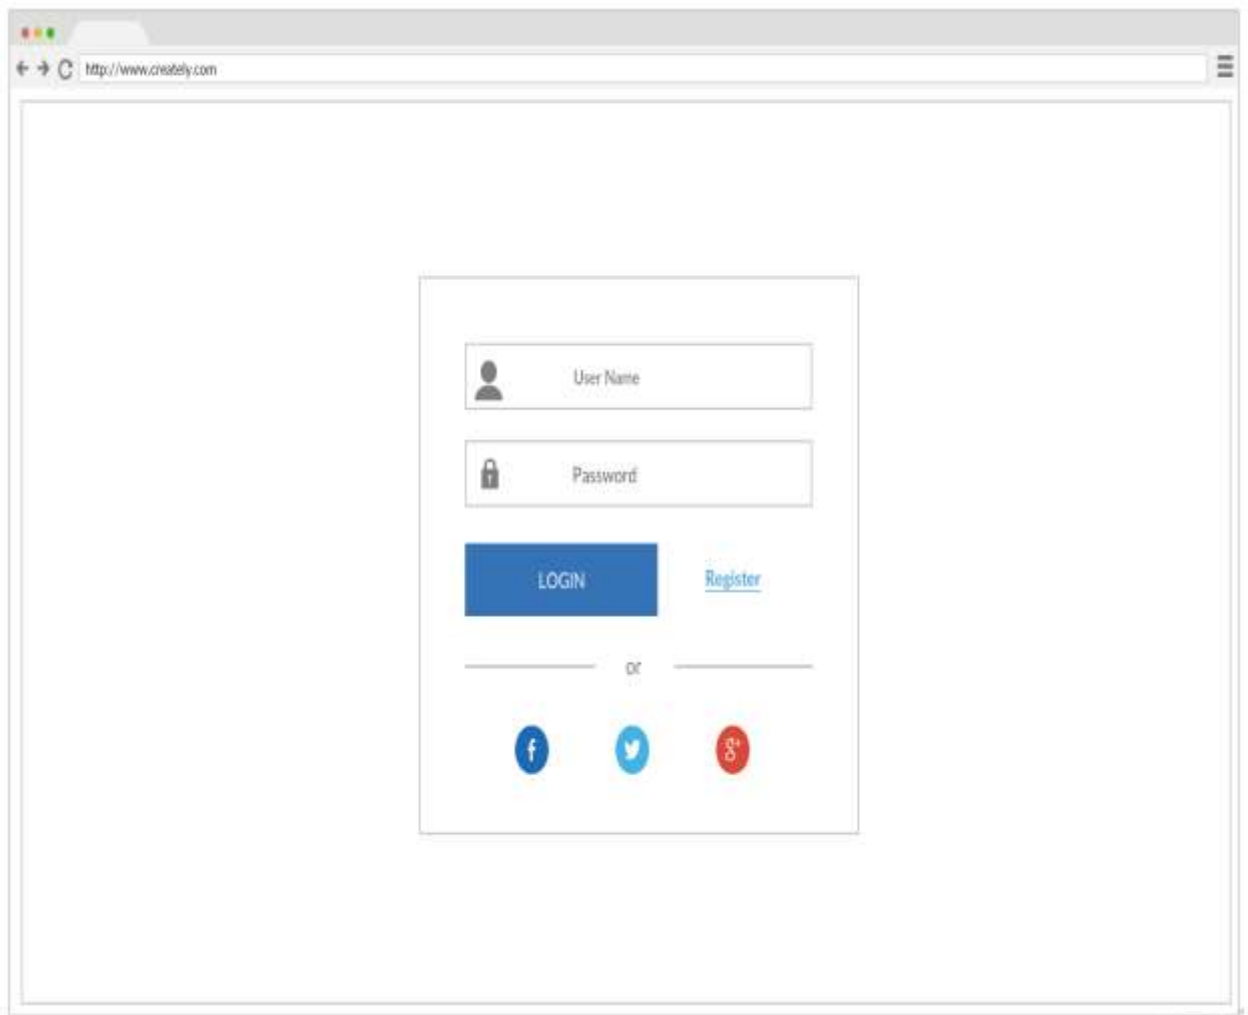 http://www.creately.com
User Name
Password
LOGIN
Register
or
f
g+